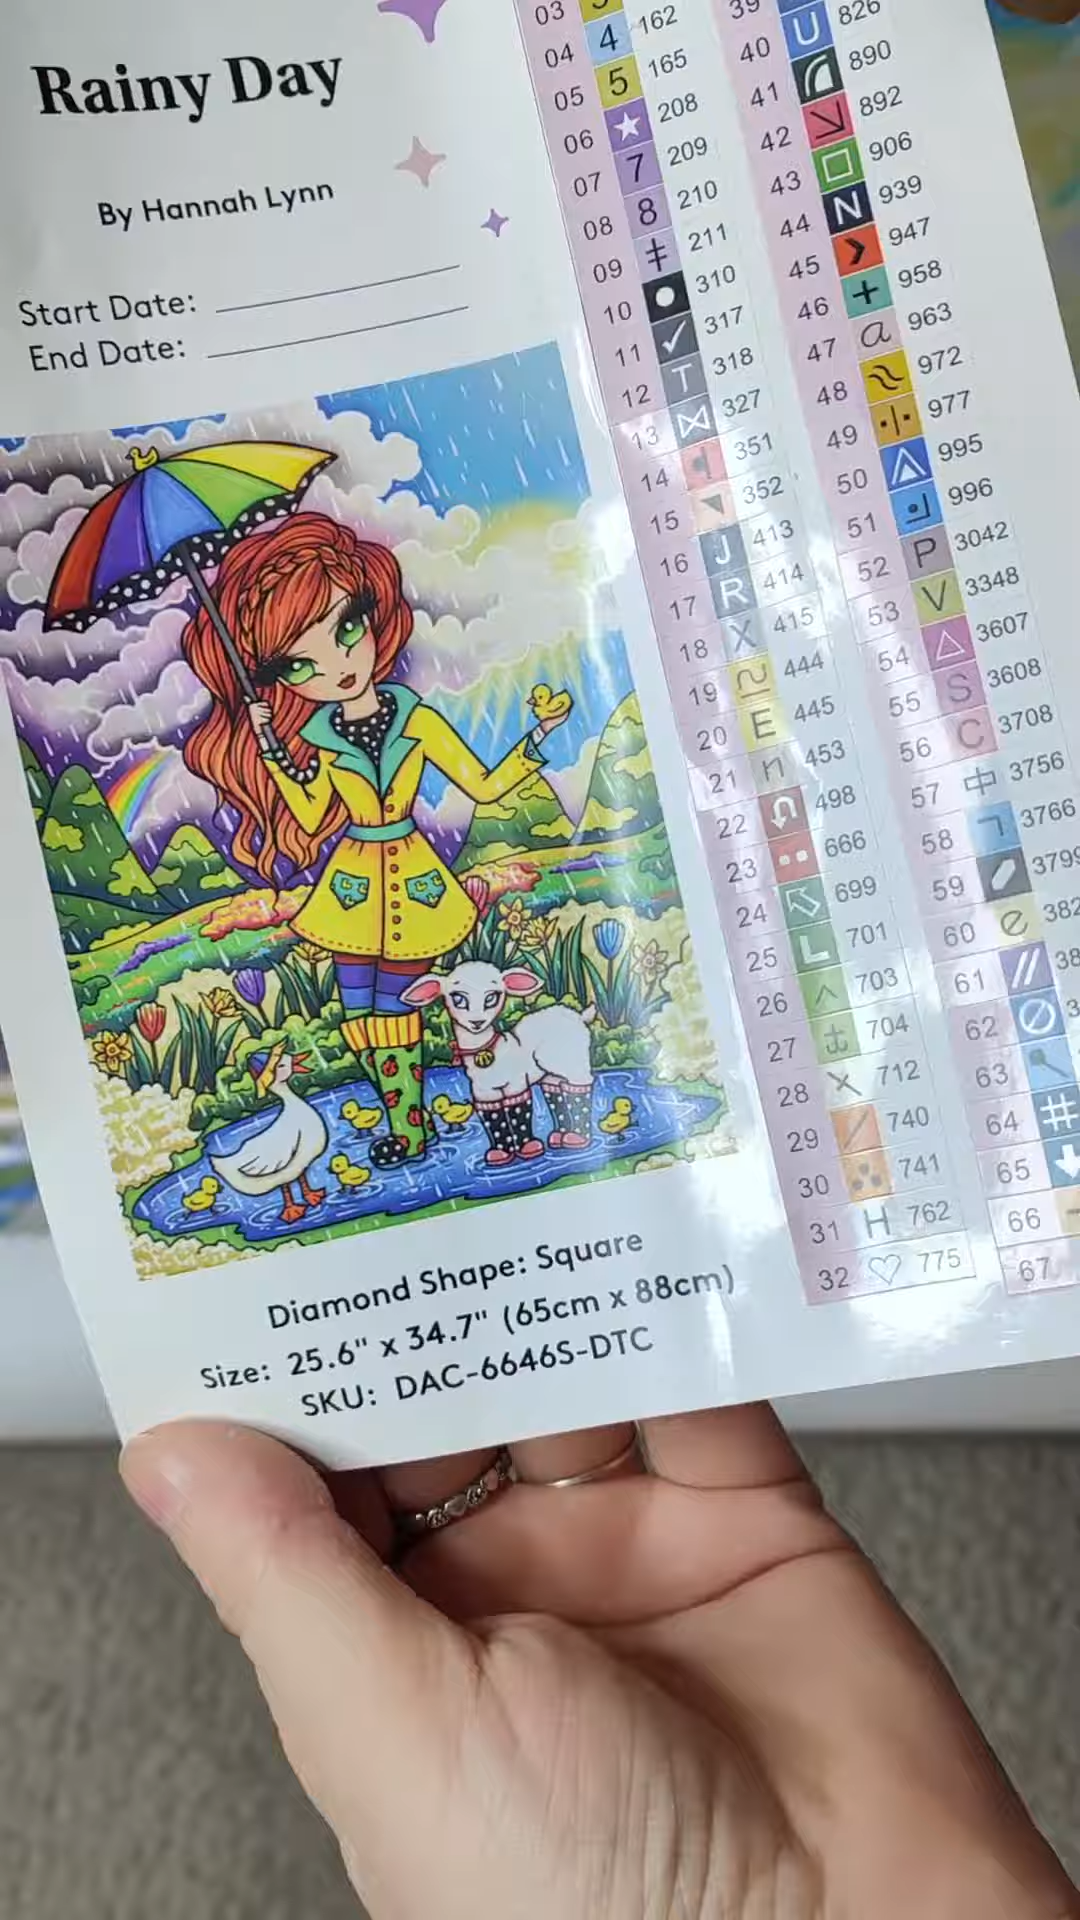 Rainy Day
By Hannah Lynn
Start Date:
End Date:
Diamond Shape: Square
Size: 25.6" x 34.7" (65cm x 88cm)
SKU: DAC-6646S-DTC
03
04 4 162
05 5 165
06 208
07 7 209
08 8 210
09 ǂ 211
10 310
11 ✓ 317
12 T 318
13 ⋈ 327
14 351
15 352
16 J 413
17 R 414
18 X 415
19 444
20 E 445
21 n 453
22 498
23 666
24 699
25 L 701
26 ^ 703
27 704
28 712
29 / 740
30 741
31 H 762
32 ♡ 775
39
40 U 826
41 890
42 892
43 906
44 N 939
45 947
46 + 958
47 a 963
48 972
49 977
50 995
51 996
52 P 3042
53 V 3348
54 3607
55 S 3608
56 C 3708
57 中 3756
58 3766
59 3799
60 e 382
61 // 38
62 3
63
64 #
65
66
67